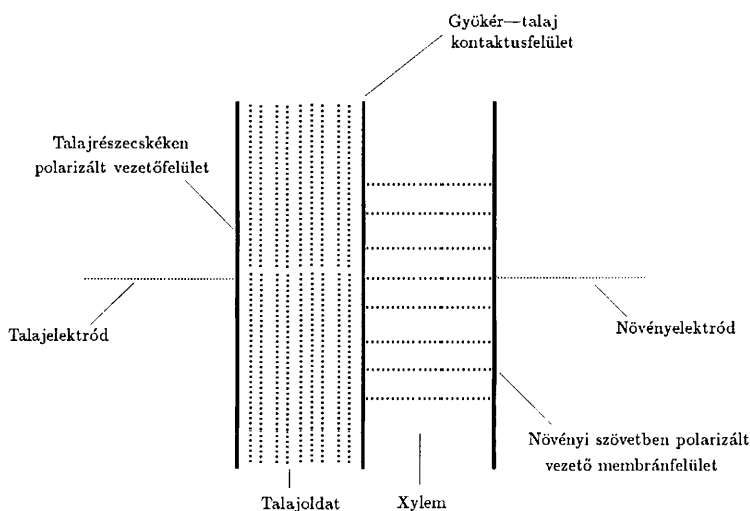 Gyökér—talaj
kontaktusfelület
Talajrészecskéken
polarizált vezetőfelület
Talajelektród
Növényelektród
Növényi szövetben polarizált
vezető membránfelület
Talajoldat
Xylem